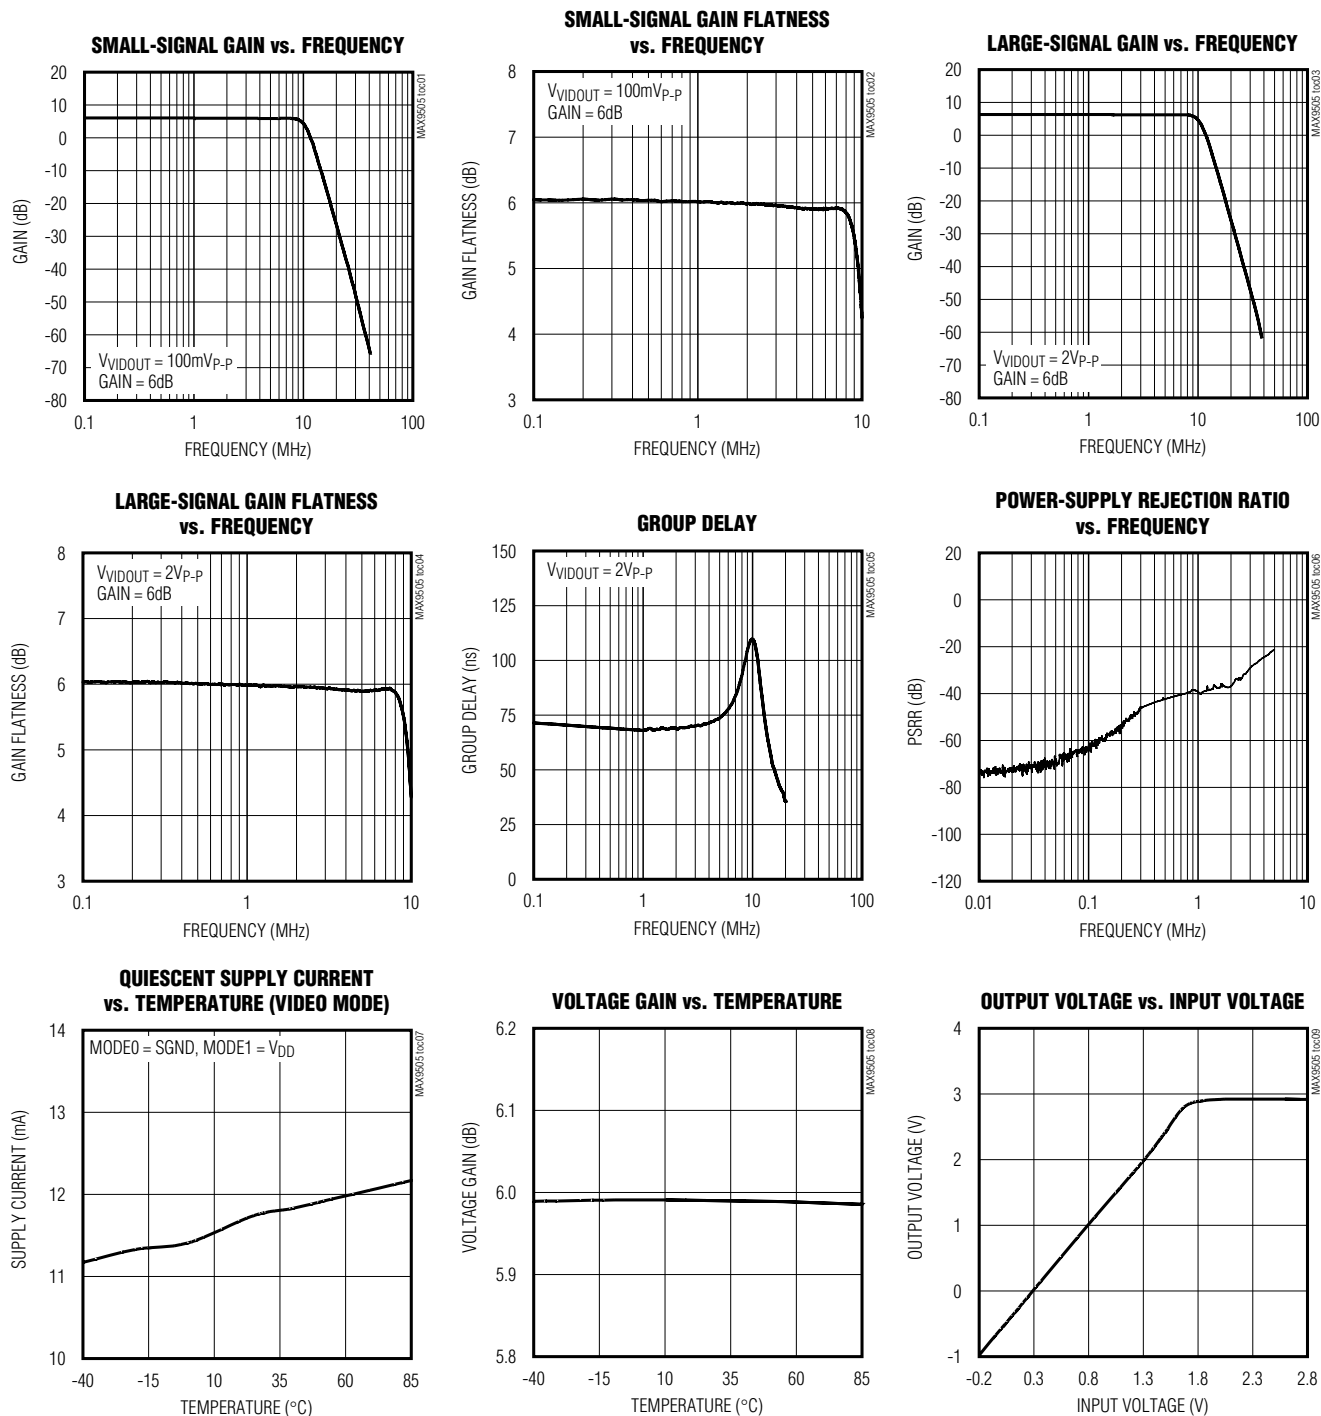 SMALL-SIGNAL GAIN vs. FREQUENCY
20
10
0
-10
-20
-30
-40
-50
-60
-70
-80
GAIN (dB)
VVIDOUT = 100mVP-P
GAIN = 6dB
MAX9505 toc01
0.1
1
10
100
FREQUENCY (MHz)
SMALL-SIGNAL GAIN FLATNESS
vs. FREQUENCY
8
7
6
5
4
3
GAIN FLATNESS (dB)
VVIDOUT = 100mVP-P
GAIN = 6dB
MAX9505 toc02
0.1
1
10
FREQUENCY (MHz)
LARGE-SIGNAL GAIN vs. FREQUENCY
20
10
0
-10
-20
-30
-40
-50
-60
-70
-80
GAIN (dB)
VVIDOUT = 2VP-P
GAIN = 6dB
MAX9505 toc03
0.1
1
10
100
FREQUENCY (MHz)
LARGE-SIGNAL GAIN FLATNESS
vs. FREQUENCY
8
7
6
5
4
3
GAIN FLATNESS (dB)
VVIDOUT = 2VP-P
GAIN = 6dB
MAX9505 toc04
0.1
1
10
FREQUENCY (MHz)
GROUP DELAY
150
125
100
75
50
25
0
GROUP DELAY (ns)
VVIDOUT = 2VP-P
MAX9505 toc05
0.1
1
10
100
FREQUENCY (MHz)
POWER-SUPPLY REJECTION RATIO
vs. FREQUENCY
20
0
-20
-40
-60
-80
-100
-120
PSRR (dB)
MAX9505 toc06
0.01
0.1
1
10
FREQUENCY (MHz)
QUIESCENT SUPPLY CURRENT
vs. TEMPERATURE (VIDEO MODE)
14
13
12
11
10
SUPPLY CURRENT (mA)
MODE0 = SGND, MODE1 = VDD
MAX9505 toc07
-40
-15
10
35
60
85
TEMPERATURE (°C)
VOLTAGE GAIN vs. TEMPERATURE
6.2
6.1
6.0
5.9
5.8
VOLTAGE GAIN (dB)
MAX9505 toc08
-40
-15
10
35
60
85
TEMPERATURE (°C)
OUTPUT VOLTAGE vs. INPUT VOLTAGE
4
3
2
1
0
-1
OUTPUT VOLTAGE (V)
MAX9505 toc09
-0.2
0.3
0.8
1.3
1.8
2.3
2.8
INPUT VOLTAGE (V)